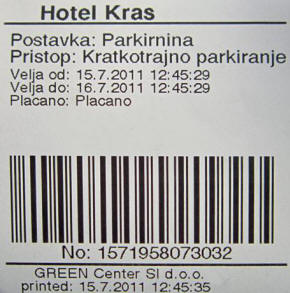 Hotel Kras
Postavka: Parkirnina
Pristop: Kratkotrajno parkiranje
Velja od: 15.7.2011 12:45:29
Velja do: 16.7.2011 12:45:29
Placano: Placano
No: 1571958073032
GREEN Center Sl d.o.o.
printed: 15.7.2011 12:45:35